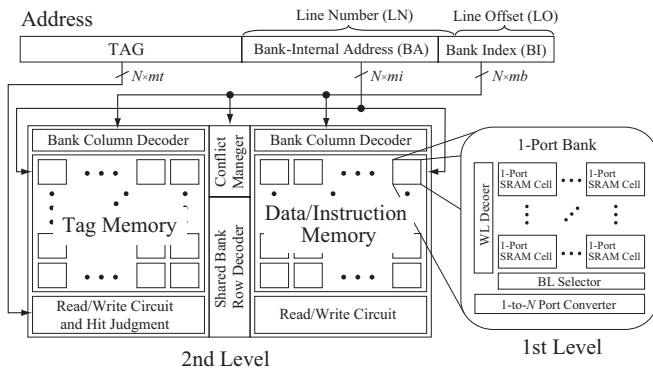 Address
Line Number (LN)
Line Offset (LO)
TAG
Bank-Internal Address (BA)
Bank Index (BI)
N×mt
N×mi
N×mb
Bank Column Decoder
Conflict
Maneger
Bank Column Decoder
Tag Memory
Shared Bank
Row Decoder
Data/Instruction
Memory
Read/Write Circuit
and Hit Judgment
Read/Write Circuit
2nd Level
1-Port Bank
WL Decoer
1-Port
SRAM Cell
1-Port
SRAM Cell
1-Port
SRAM Cell
1-Port
SRAM Cell
BL Selector
1-to-N Port Converter
1st Level